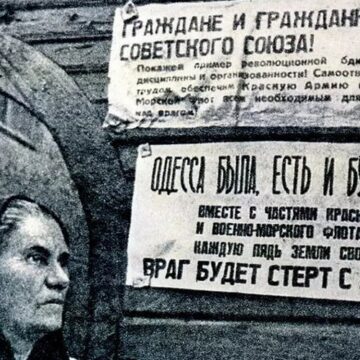 ГРАЖДАНЕ И ГРАЖДАН
СОВЕТСКОГО СОЮЗА!
Покажем пример революционной
дисциплины и организованности!
трудом обеспечим Красную Армию
Морской Флот всем необходимым для
над врагом!
ОДЕССА БЫЛА, ЕСТЬ И Б
ВМЕСТЕ С ЧАСТЯМИ КРАС
И ВОЕННО-МОРСКОГО ФЛОТА
КАЖДУЮ ПЯДЬ ЗЕМЛИ СВО
ВРАГ БУДЕТ СТЕРТ С